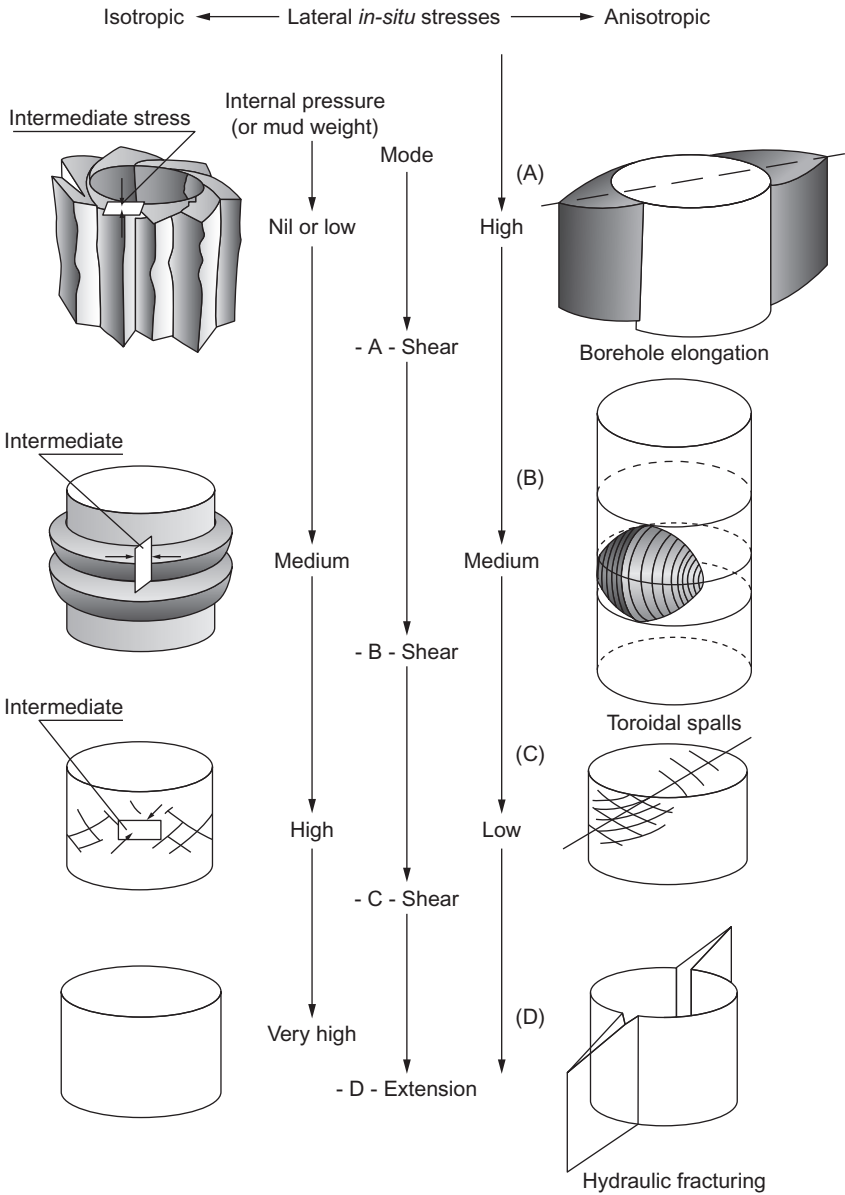 Isotropic Lateral in-situ stresses Anisotropic
Intermediate stress
Internal pressure
(or mud weight)
Mode
(A)
Nil or low
High
- A - Shear
Borehole elongation
Intermediate
(B)
Medium
Medium
- B - Shear
Toroidal spalls
Intermediate
(C)
High
Low
- C - Shear
(D)
Very high
- D - Extension
Hydraulic fracturing